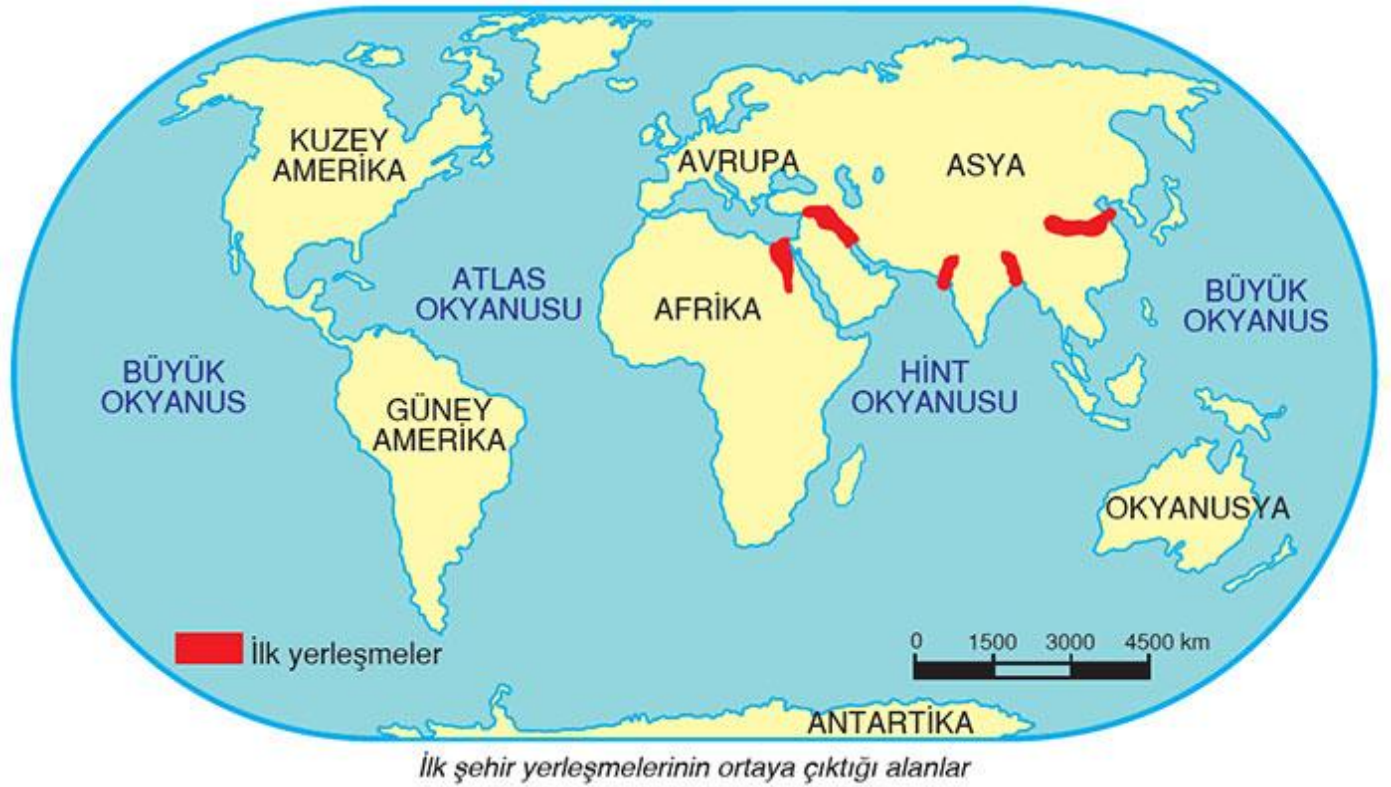 KUZEY
AMERİKA
AVRUPA
ASYA
ATLAS
OKYANUSU
AFRİKA
BÜYÜK
OKYANUS
BÜYÜK
OKYANUS
HİNT
OKYANUSU
GÜNEY
AMERİKA
OKYANUSYA
İlk yerleşmeler
0 1500 3000 4500 km
ANTARTİKA
İlk şehir yerleşmelerinin ortaya çıktığı alanlar